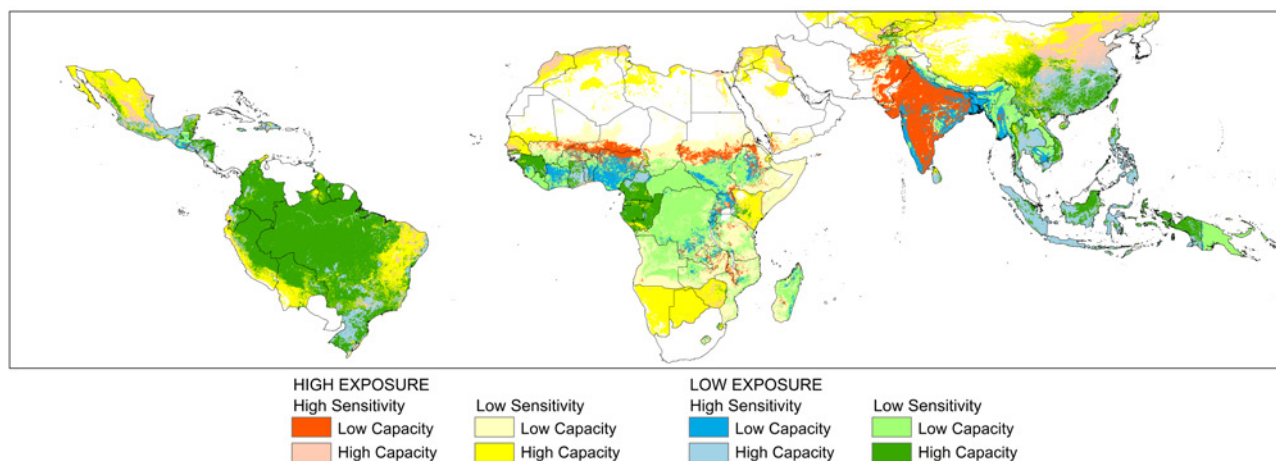 HIGH EXPOSURE LOW EXPOSURE
High Sensitivity Low Sensitivity High Sensitivity Low Sensitivity
Low Capacity Low Capacity Low Capacity Low Capacity
High Capacity High Capacity High Capacity High Capacity